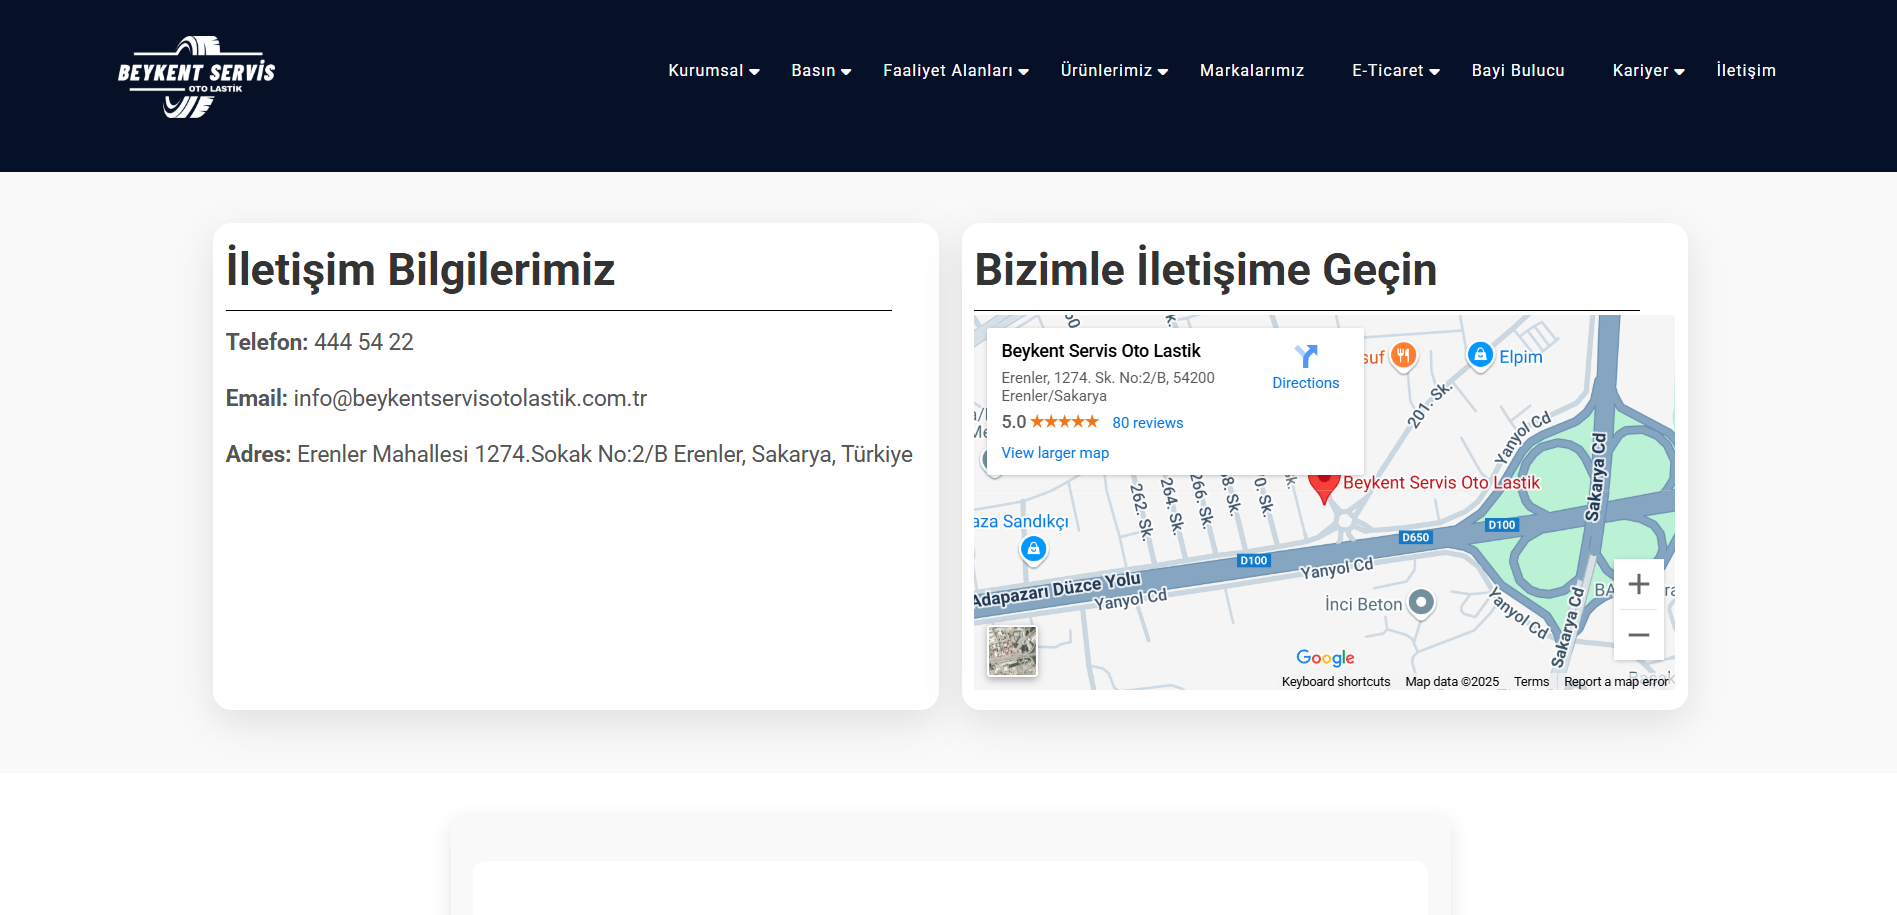 BEYKENT SERVİS
OTO LASTİK
Kurumsal
Basın
Faaliyet Alanları
Ürünlerimiz
Markalarımız
E-Ticaret
Bayi Bulucu
Kariyer
İletişim
İletişim Bilgilerimiz
Telefon: 444 54 22
Email: info@beykentservisotolastik.com.tr
Adres: Erenler Mahallesi 1274.Sokak No:2/B Erenler, Sakarya, Türkiye
Bizimle İletişime Geçin
Beykent Servis Oto Lastik
Erenler, 1274. Sk. No:2/B, 54200
Erenler/Sakarya
5.0
80 reviews
View larger map
Directions
Elpim
201. Sk.
Yanyol Cd
Sakarya Cd
Beykent Servis Oto Lastik
262. Sk.
264. Sk.
266. Sk.
Sandıkçı
D100
D650
D100
Yanyol Cd
Adapazarı Düzce Yolu
Yanyol Cd
İnci Beton
Yanyol Cd
Sakarya Cd
Google
Keyboard shortcuts
Map data ©2025
Terms
Report a map error